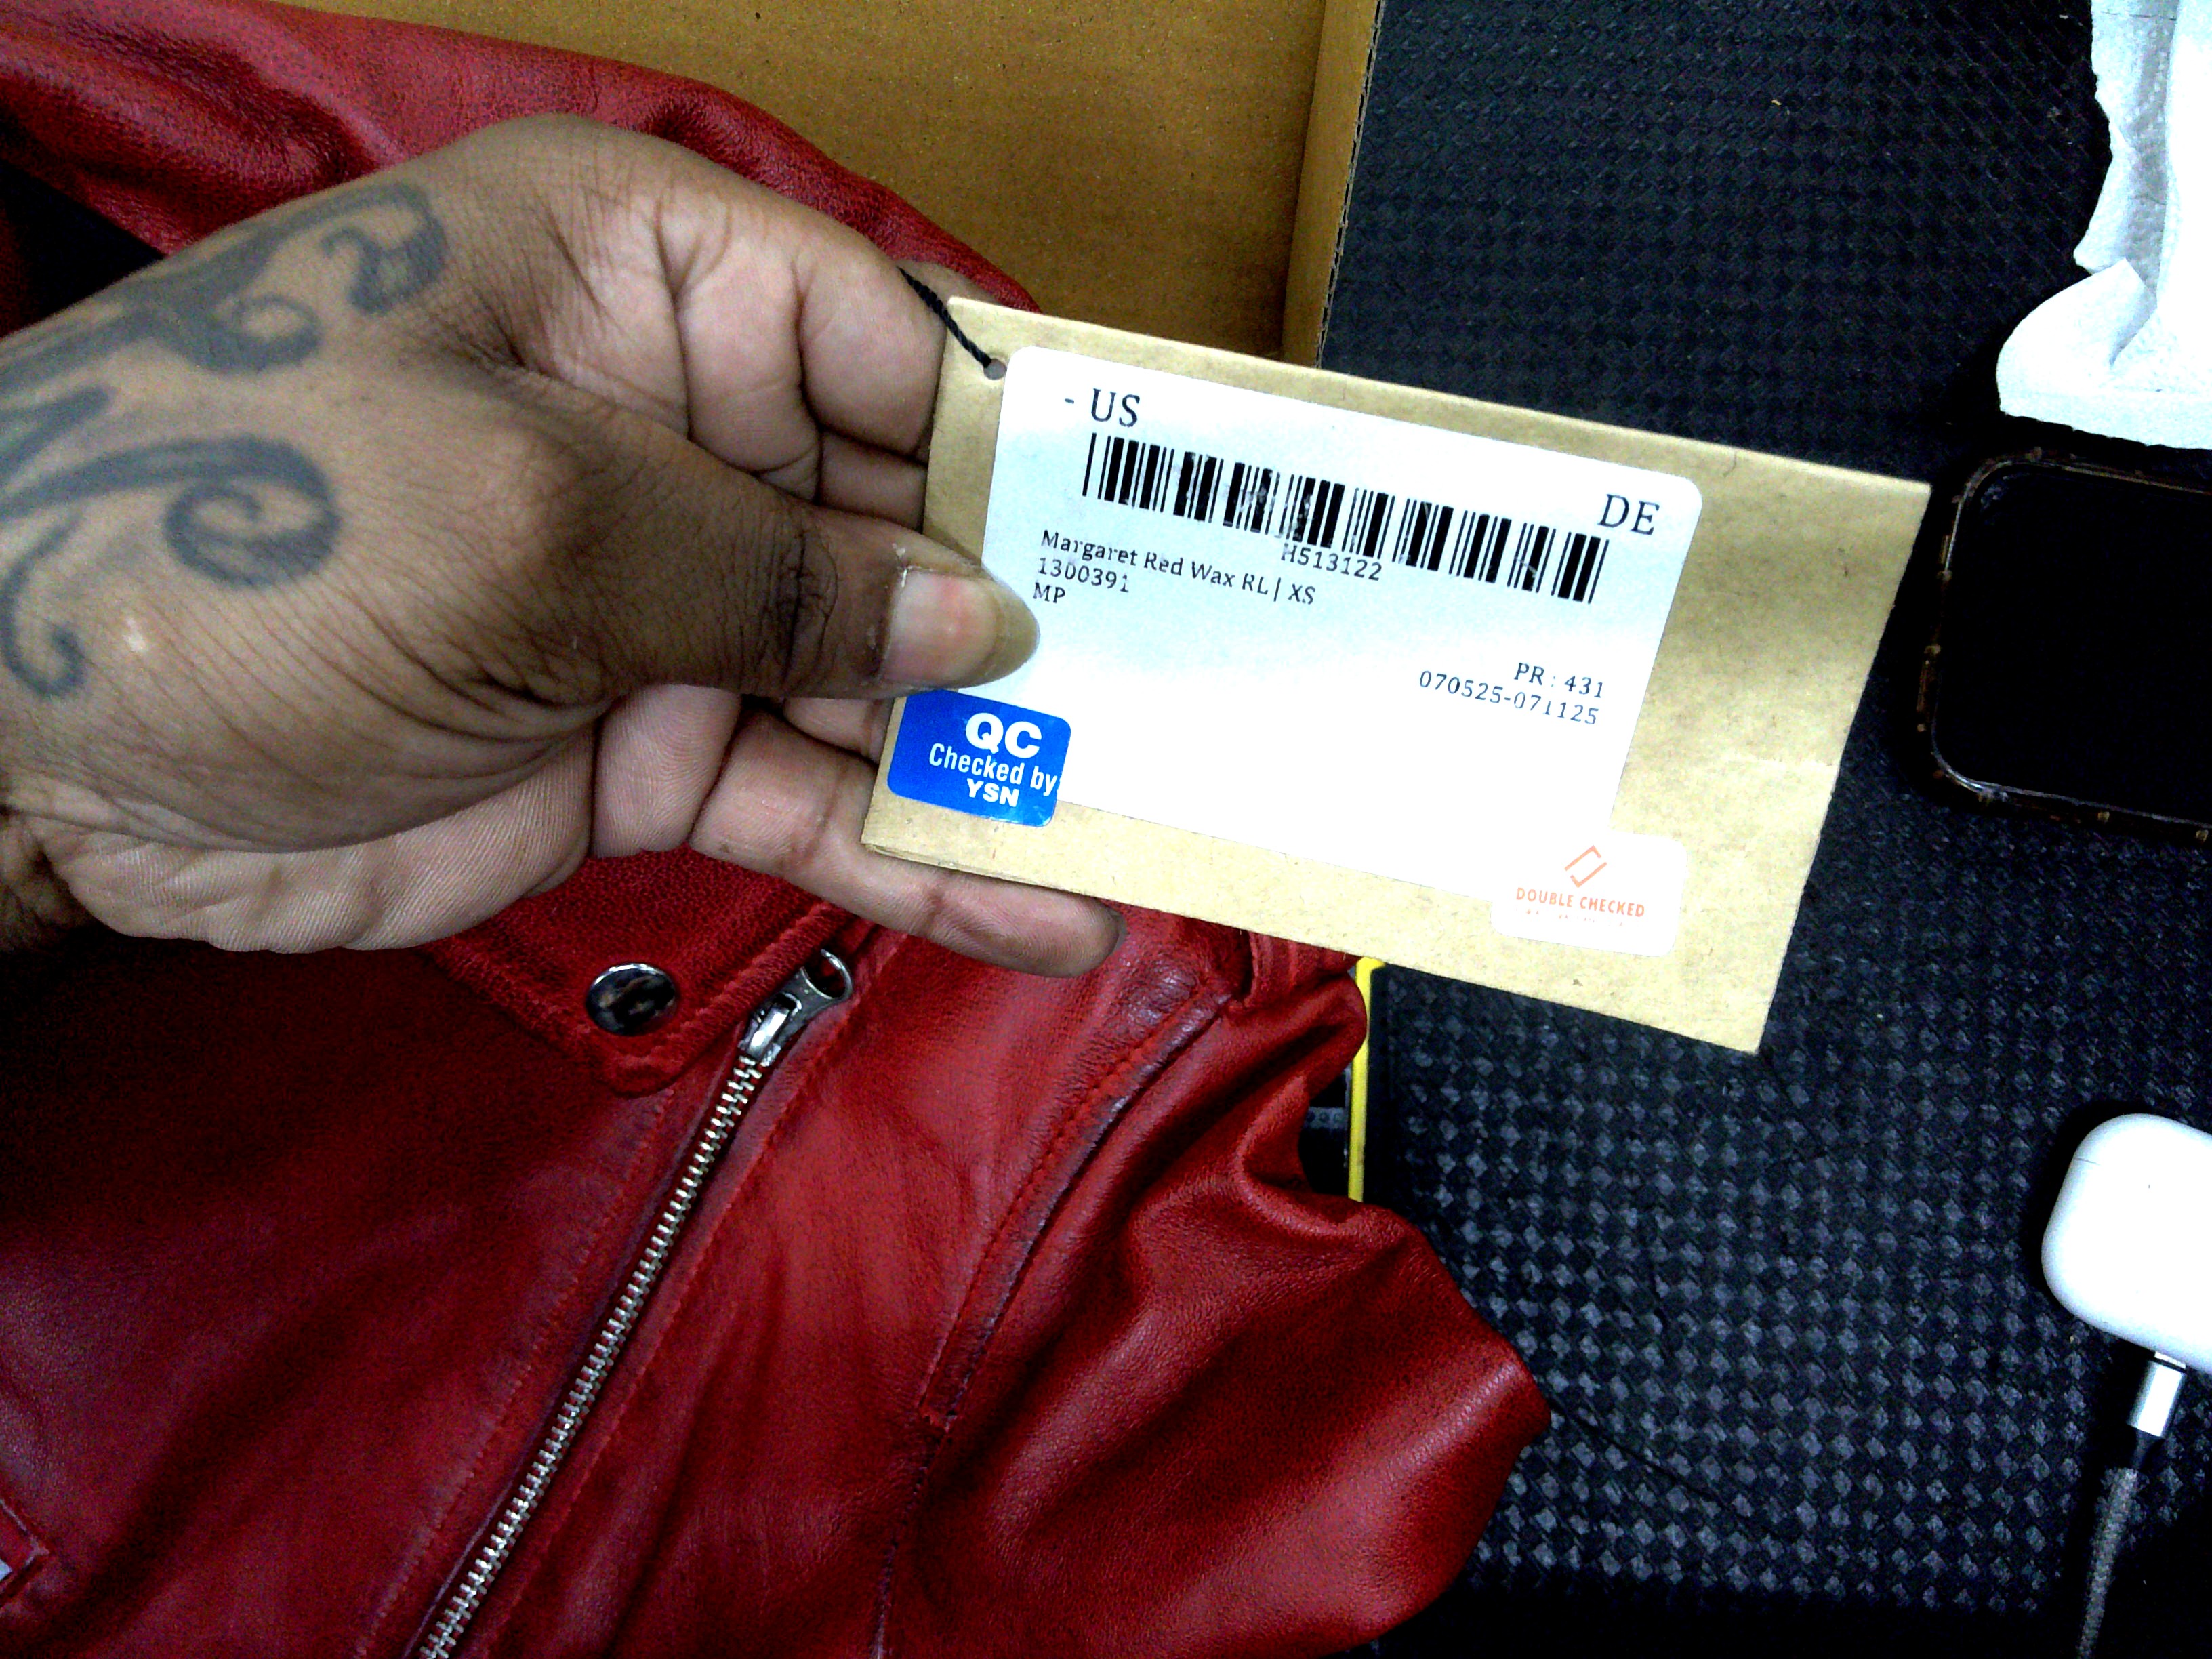 - US
DE
H513122
Margaret Red Wax RL | XS
1300391
MP
PR : 431
070525-071125
QC
Checked by
YSN
DOUBLE CHECKED